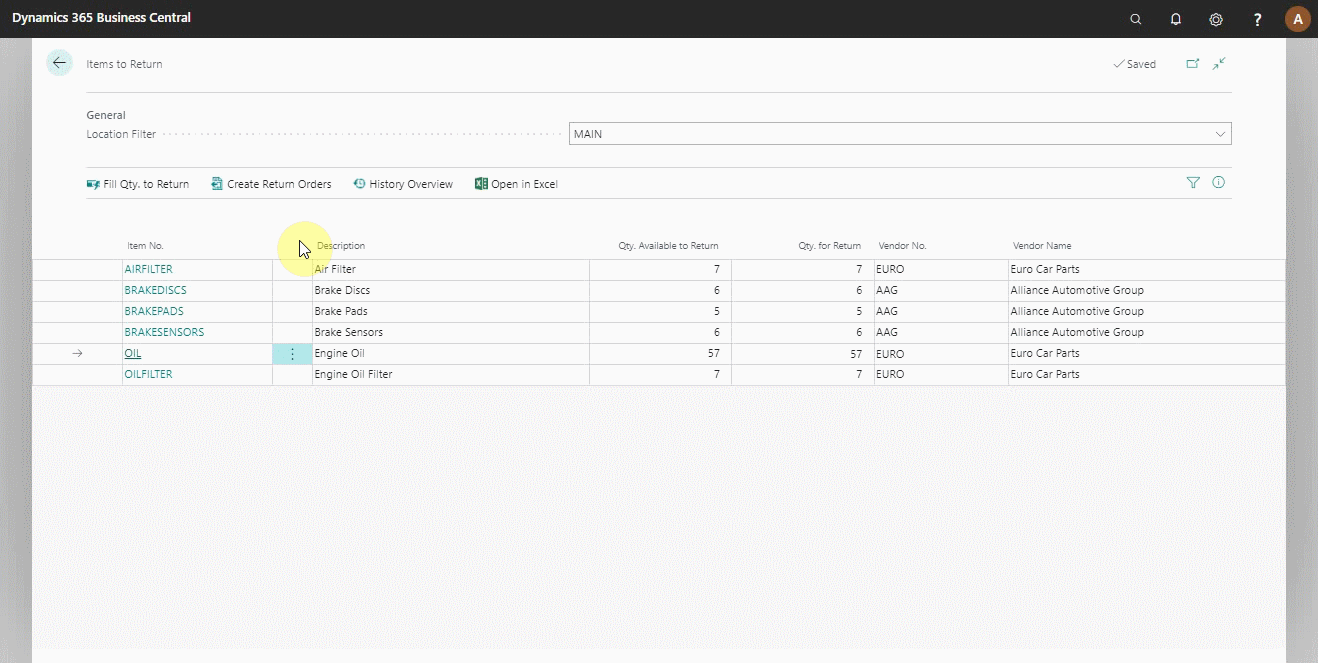 Dynamics 365 Business Central
? A
Items to Return Saved
General
Location Filter MAIN
Fill Qty. to Return Create Return Orders History Overview Open in Excel
Item No. Description Qty. Available to Return Qty. for Return Vendor No. Vendor Name
AIRFILTER Air Filter 7 7 EURO Euro Car Parts
BRAKEDISCS Brake Discs 6 6 AAG Alliance Automotive Group
BRAKEPADS Brake Pads 5 5 AAG Alliance Automotive Group
BRAKESENSORS Brake Sensors 6 6 AAG Alliance Automotive Group
OIL Engine Oil 57 57 EURO Euro Car Parts
OILFILTER Engine Oil Filter 7 7 EURO Euro Car Parts